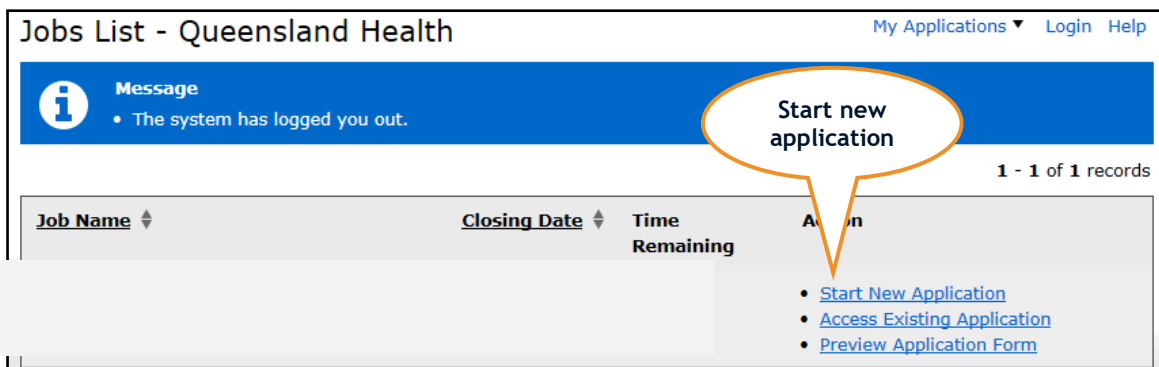 Jobs List - Queensland Health
My Applications ▼ Login Help
Message
• The system has logged you out.
Start new
application
1 - 1 of 1 records
Job Name
Closing Date
Time
Remaining
• Start New Application
• Access Existing Application
• Preview Application Form